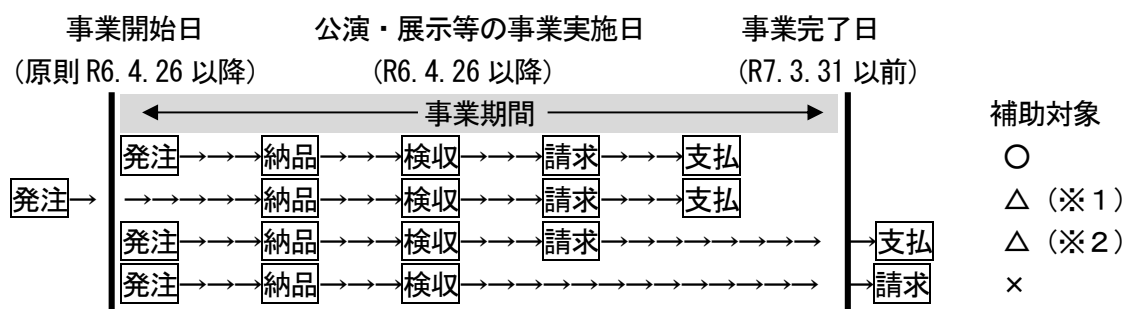 事業開始日　公演・展示等の事業実施日　事業完了日
（原則 R6.4.26 以降）　（R6.4.26 以降）　（R7.3.31 以前）
事業期間　補助対象
発注→→→納品→→→検収→→→請求→→→支払　○
発注→　→→→→納品→→→検収→→→請求→→→支払　△（※１）
発注→→→納品→→→検収→→→請求→→→→→→→→　→支払　△（※２）
発注→→→納品→→→検収→→→→→→→→→→→→→　→請求　×